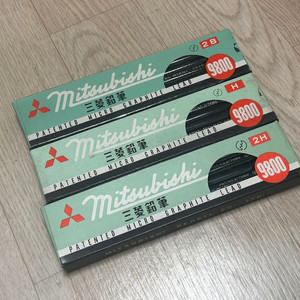 2B
Mitsubishi
9800
三菱鉛筆
PATENTED MICRO GRAPHITE LEAD
H
Mitsubishi
9800
三菱鉛筆
PATENTED MICRO GRAPHITE LEAD
2H
Mitsubishi
9800
三菱鉛筆
PATENTED MICRO GRAPHITE LEAD